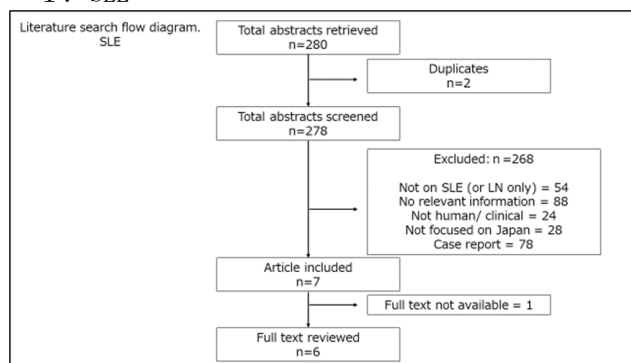 1. SLE
Literature search flow diagram.
SLE
Total abstracts retrieved
n=280
Duplicates
n=2
Total abstracts screened
n=278
Excluded: n =268
Not on SLE (or LN only) = 54
No relevant information = 88
Not human/ clinical = 24
Not focused on Japan = 28
Case report = 78
Article included
n=7
Full text not available = 1
Full text reviewed
n=6